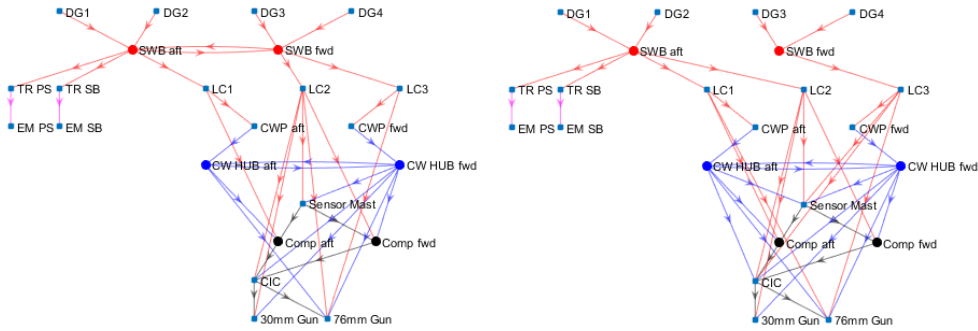 DG1 DG2 DG3 DG4
SWB aft SWB fwd
TR PS TR SB LC1 LC2 LC3
EM PS EM SB CWP aft CWP fwd
CW HUB aft CW HUB fwd
Sensor Mast
Comp aft Comp fwd
CIC
30mm Gun 76mm Gun
DG1 DG2 DG3 DG4
SWB aft SWB fwd
TR PS TR SB LC1 LC2 LC3
EM PS EM SB CWP aft CWP fwd
CW HUB aft CW HUB fwd
Sensor Mast
Comp aft Comp fwd
CIC
30mm Gun 76mm Gun